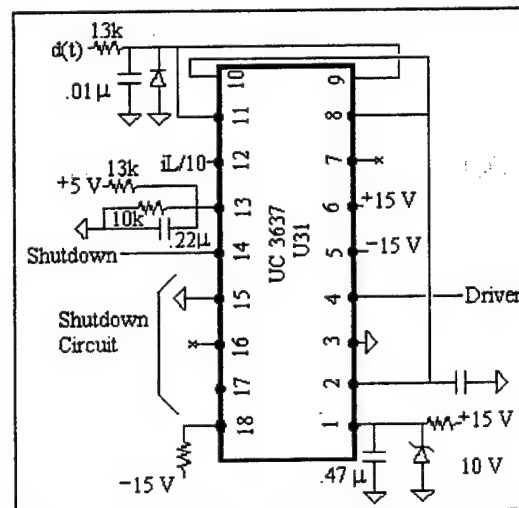 13k
d(t)
.01 µ
10
9
11
8
iL/10
12
7
13k
+5 V
13
6
+15 V
10k
.22µ
UC 3637
U31
Shutdown
14
5
-15 V
15
4
Driver
Shutdown
Circuit
16
3
17
2
18
1
+15 V
-15 V
.47 µ
10 V